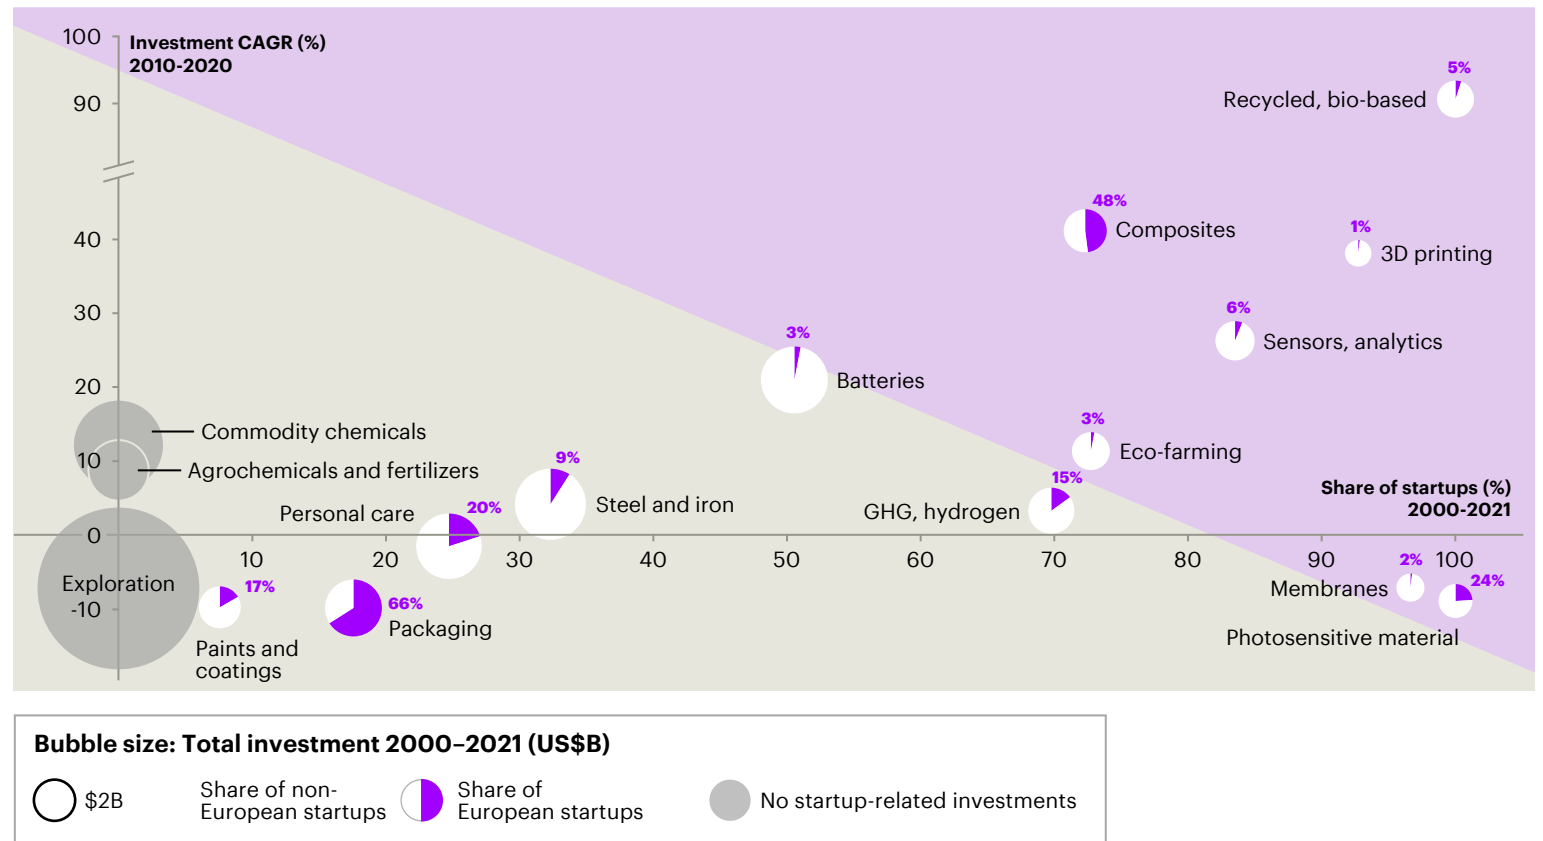 100
Investment CAGR (%)
2010-2020
5%
90
Recycled, bio-based
48%
40
Composites
1%
3D printing
30
6%
3%
Sensors, analytics
20
Batteries
3%
Commodity chemicals
Eco-farming
10
Agrochemicals and fertilizers
9%
15%
Share of startups (%)
2000-2021
Personal care
20%
Steel and iron
GHG, hydrogen
0
10
20
30
40
50
60
70
80
90
100
Exploration
17%
2%
24%
Membranes
-10
66%
Packaging
Photosensitive material
Paints and
coatings
Bubble size: Total investment 2000–2021 (US$B)
$2B
Share of non-
European startups
Share of
European startups
No startup-related investments